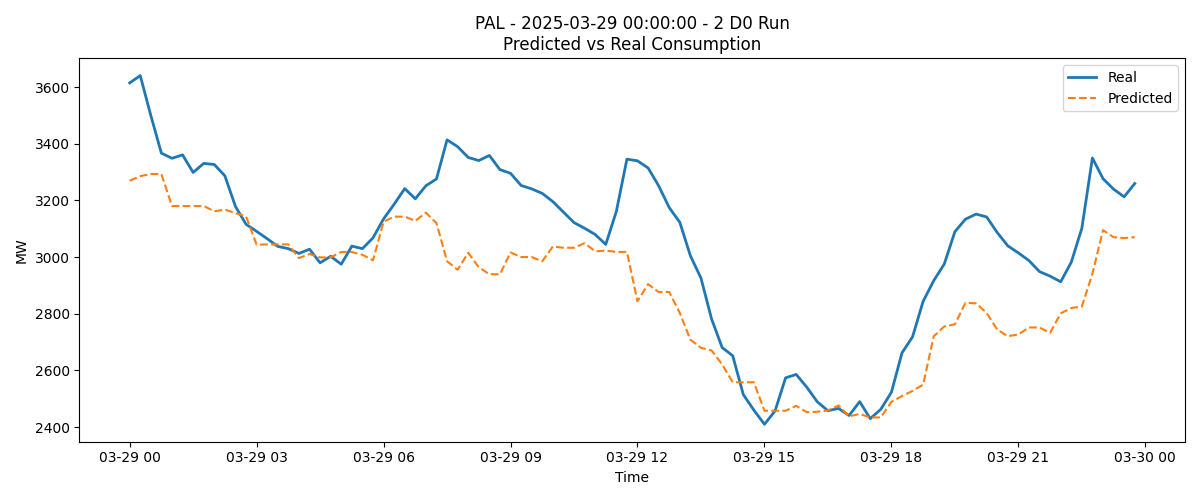 PAL - 2025-03-29 00:00:00 - 2 D0 Run
Predicted vs Real Consumption
Real
Predicted
3600
3400
3200
3000
2800
2600
2400
MW
03-29 00
03-29 03
03-29 06
03-29 09
03-29 12
03-29 15
03-29 18
03-29 21
03-30 00
Time